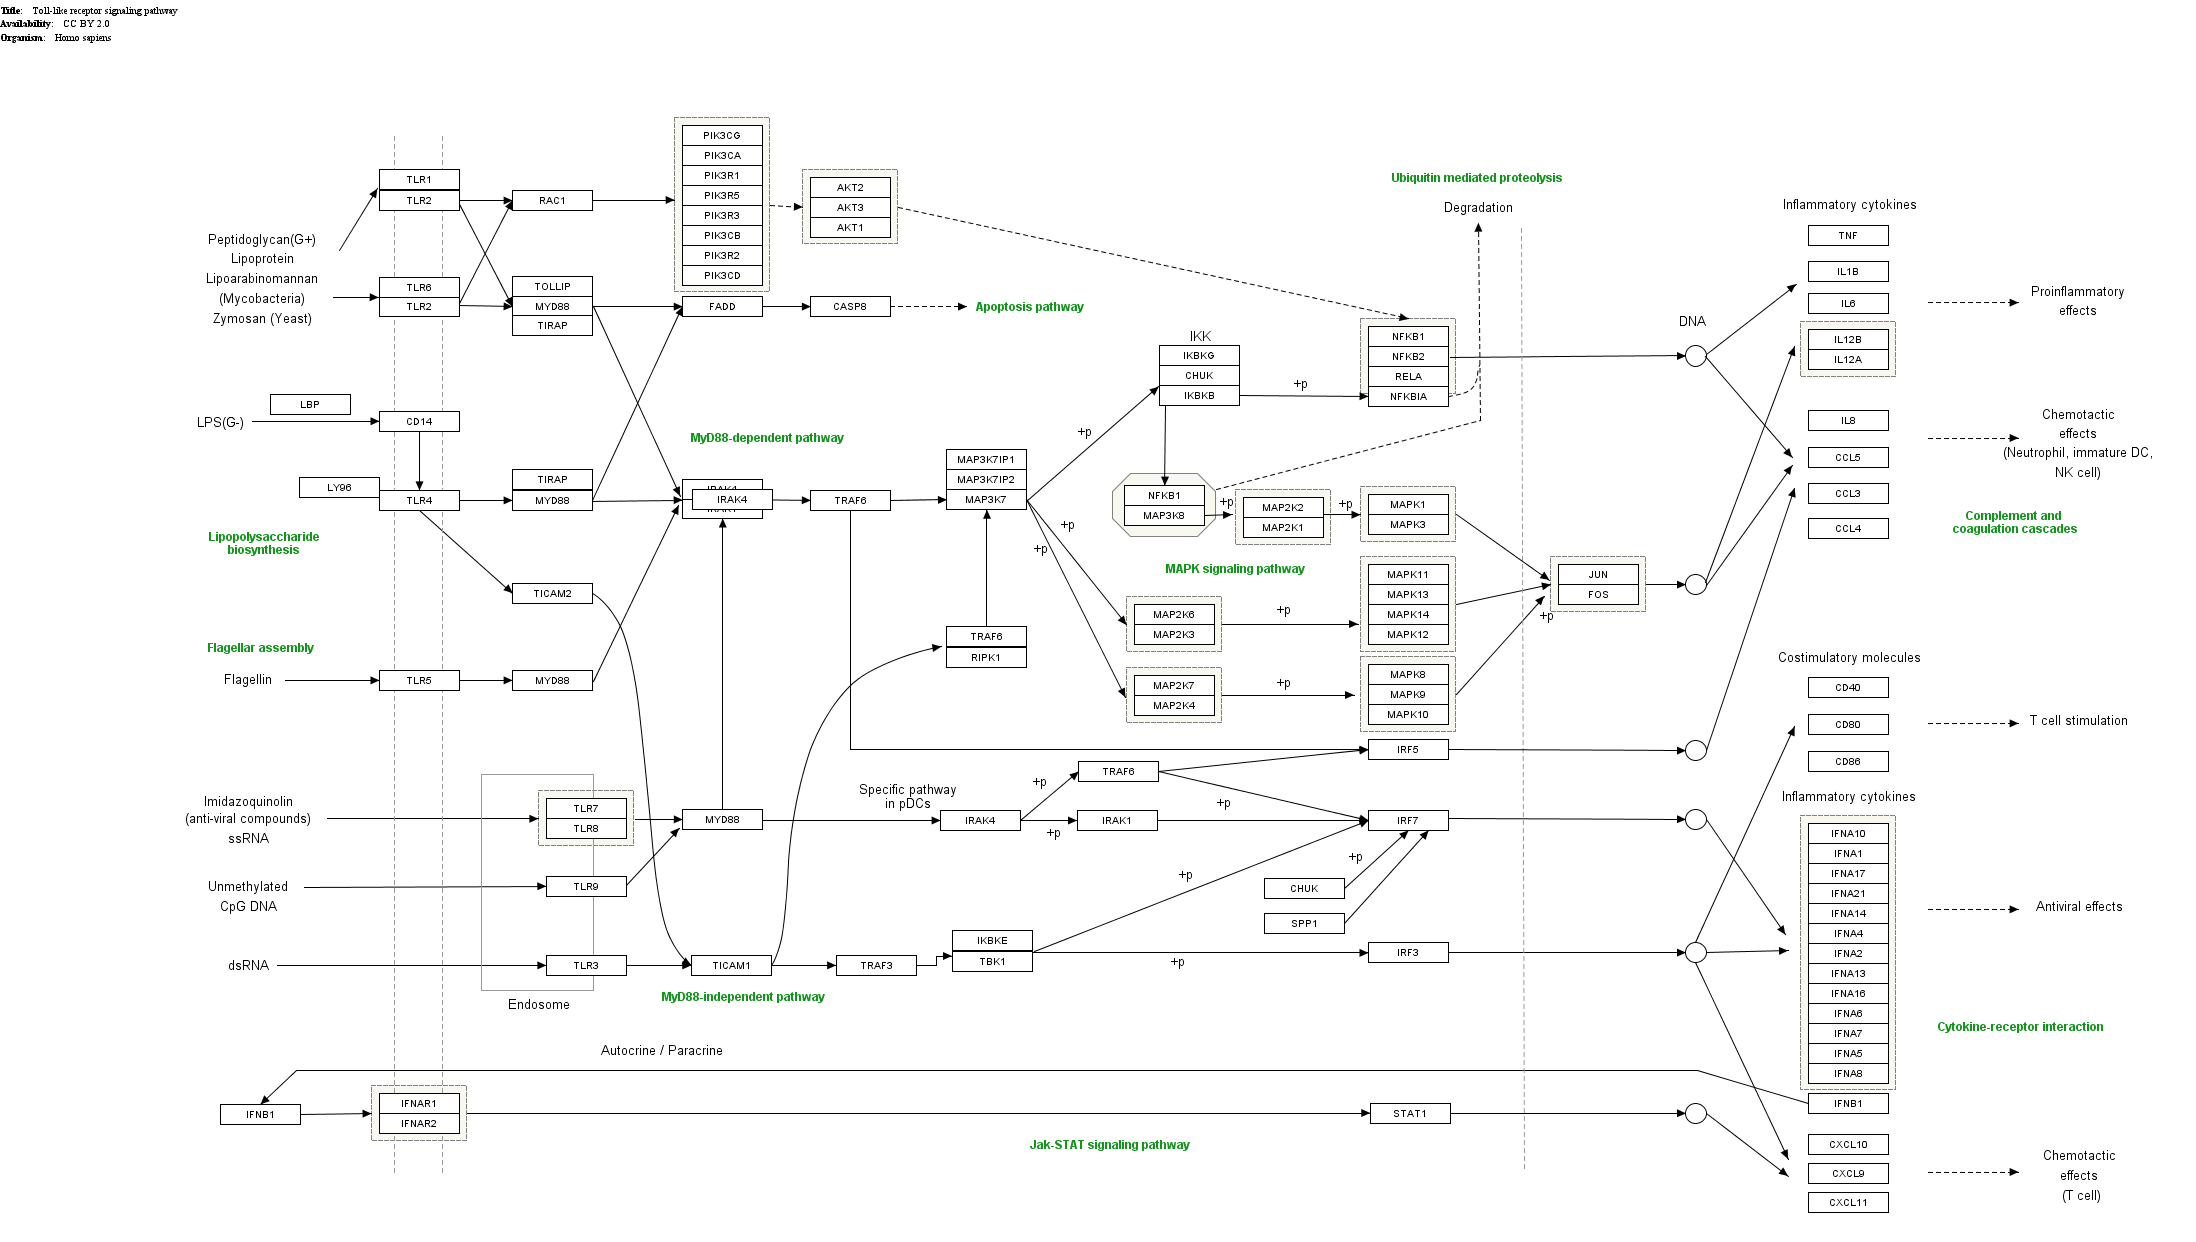 Title: Toll-like receptor signaling pathway
Availability: CC BY 2.0
Organism: Homo sapiens
PIK3CG
PIK3CA
PIK3R1
PIK3R5
PIK3R3
PIK3CB
PIK3R2
PIK3CD
AKT2
AKT3
AKT1
TLR1
TLR2
RAC1
Peptidoglycan(G+)
Lipoprotein
Lipoarabinomannan
(Mycobacteria)
Zymosan (Yeast)
TLR6
TLR2
TOLLIP
MYD88
TIRAP
FADD
CASP8
Apoptosis pathway
Ubiquitin mediated proteolysis
Degradation
LBP
LPS(G-)
CD14
LY96
TLR4
TIRAP
MYD88
MyD88-dependent pathway
IRAK4
TRAF6
MAP3K7IP1
MAP3K7IP2
MAP3K7
Lipopolysaccharide
biosynthesis
TICAM2
Flagellar assembly
Flagellin
TLR5
MYD88
TRAF6
RIPK1
IKK
IKBKG
CHUK
IKBKB
+p
NFKB1
NFKB2
RELA
NFKBIA
+p
+p
+p
NFKB1
MAP3K8
+p
MAP2K2
MAP2K1
+p
MAPK1
MAPK3
MAPK signaling pathway
MAP2K6
MAP2K3
+p
MAPK11
MAPK13
MAPK14
MAPK12
MAP2K7
MAP2K4
+p
MAPK8
MAPK9
MAPK10
JUN
FOS
+p
DNA
Inflammatory cytokines
TNF
IL1B
IL6
IL12B
IL12A
Proinflammatory
effects
IL8
CCL5
CCL3
CCL4
Chemotactic
effects
(Neutrophil, immature DC,
NK cell)
Complement and
coagulation cascades
Costimulatory molecules
CD40
CD80
CD86
T cell stimulation
IRF5
Imidazoquinolin
(anti-viral compounds)
ssRNA
TLR7
TLR8
MYD88
Specific pathway
in pDCs
IRAK4
+p
+p
TRAF6
IRAK1
+p
IRF7
Unmethylated
CpG DNA
TLR9
+p
+p
CHUK
SPP1
dsRNA
TLR3
TICAM1
TRAF3
IKBKE
TBK1
+p
IRF3
Endosome
MyD88-independent pathway
Inflammatory cytokines
IFNA10
IFNA1
IFNA17
IFNA21
IFNA14
IFNA4
IFNA2
IFNA13
IFNA16
IFNA6
IFNA7
IFNA5
IFNA8
IFNB1
Antiviral effects
Cytokine-receptor interaction
Autocrine / Paracrine
IFNB1
IFNAR1
IFNAR2
STAT1
Jak-STAT signaling pathway
CXCL10
CXCL9
CXCL11
Chemotactic
effects
(T cell)